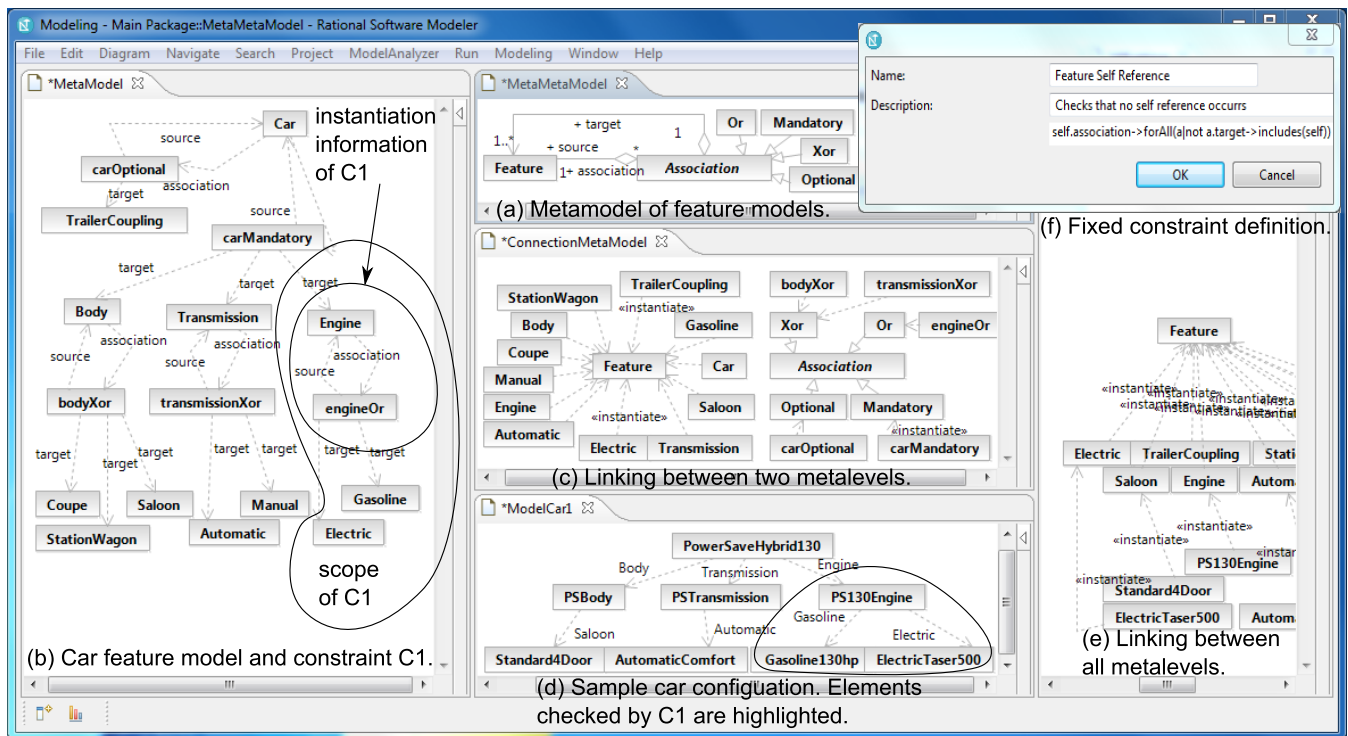 Modeling - Main Package::MetaMetaModel - Rational Software Modeler
File Edit Diagram Navigate Search Project ModelAnalyzer Run Modeling Window Help
*MetaModel
instantiation
information
of C1
Car
source
carOptional
association
target
TrailerCoupling
source
carMandatory
target
target
target
Body
Transmission
Engine
association
association
association
source
source
source
bodyXor
transmissionXor
engineOr
target
target
target
target
target
target
target
Coupe
Saloon
Manual
Gasoline
StationWagon
Automatic
Electric
scope
of C1
(b) Car feature model and constraint C1.
*MetaMetaModel
+ target
1
1..*
+ source
*
Feature
1+ association
Association
Or
Mandatory
Xor
Optional
(a) Metamodel of feature models.
*ConnectionMetaModel
TrailerCoupling
bodyXor
transmissionXor
StationWagon
«instantiate»
Body
Gasoline
Xor
Or
engineOr
Coupe
Feature
Car
Association
Manual
Engine
Saloon
Optional
Mandatory
«instantiate»
«instantiate»
Automatic
Electric
Transmission
carOptional
carMandatory
(c) Linking between two metalevels.
*ModelCar1
PowerSaveHybrid130
Body
Transmission
Engine
PSBody
PSTransmission
PS130Engine
Gasoline
Saloon
Automatic
Electric
Standard4Door
AutomaticComfort
Gasoline130hp
ElectricTaser500
(d) Sample car configuation. Elements
checked by C1 are highlighted.
Name:
Feature Self Reference
Description:
Checks that no self reference occurrs
self.association->forAll(a|not a.target->includes(self))
OK
Cancel
(f) Fixed constraint definition.
Feature
«instantiate»
«instantiate»
Electric
TrailerCoupling
Stati
Saloon
Engine
Autom
«instantiate»
«instantiate»
«instan
PS130Engine
«instantiate»
Standard4Door
ElectricTaser500
Autom
(e) Linking between
all metalevels.